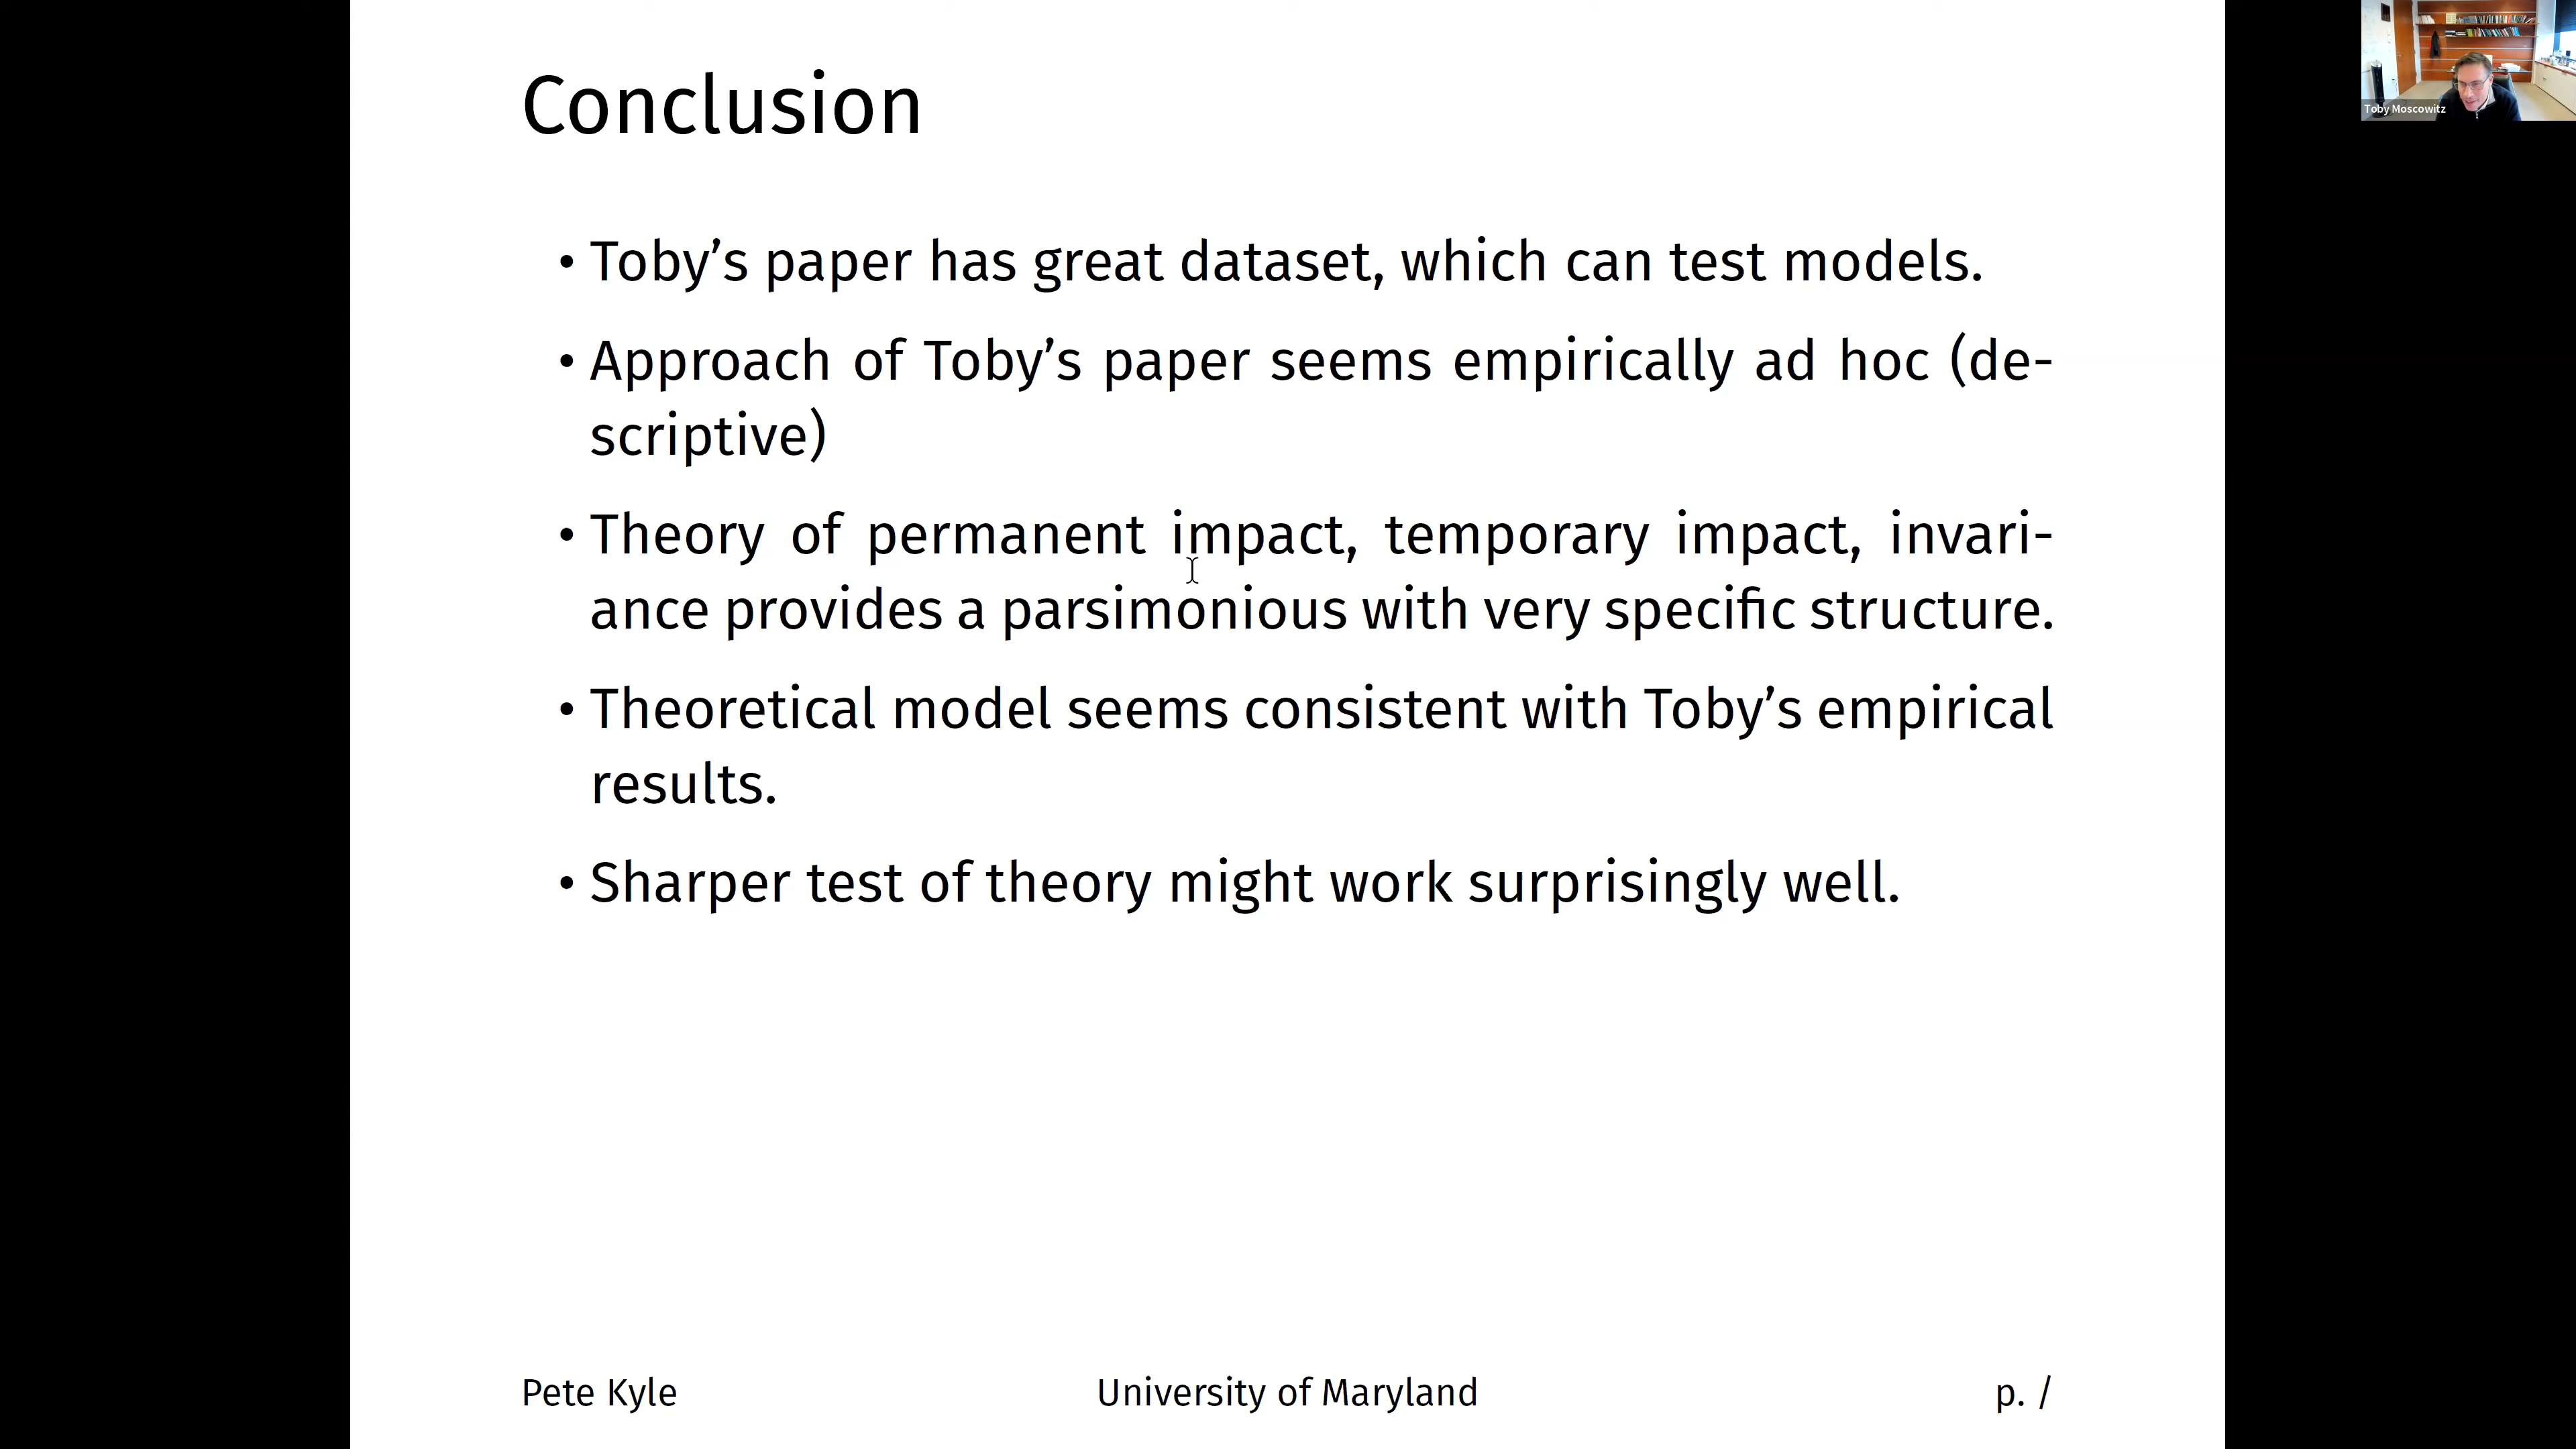 Conclusion
• Toby’s paper has great dataset, which can test models.
• Approach of Toby’s paper seems empirically ad hoc (de-
scriptive)
• Theory of permanent impact, temporary impact, invari-
ance provides a parsimonious with very specific structure.
• Theoretical model seems consistent with Toby’s empirical
results.
• Sharper test of theory might work surprisingly well.
Pete Kyle University of Maryland p. /
Toby Moscowitz